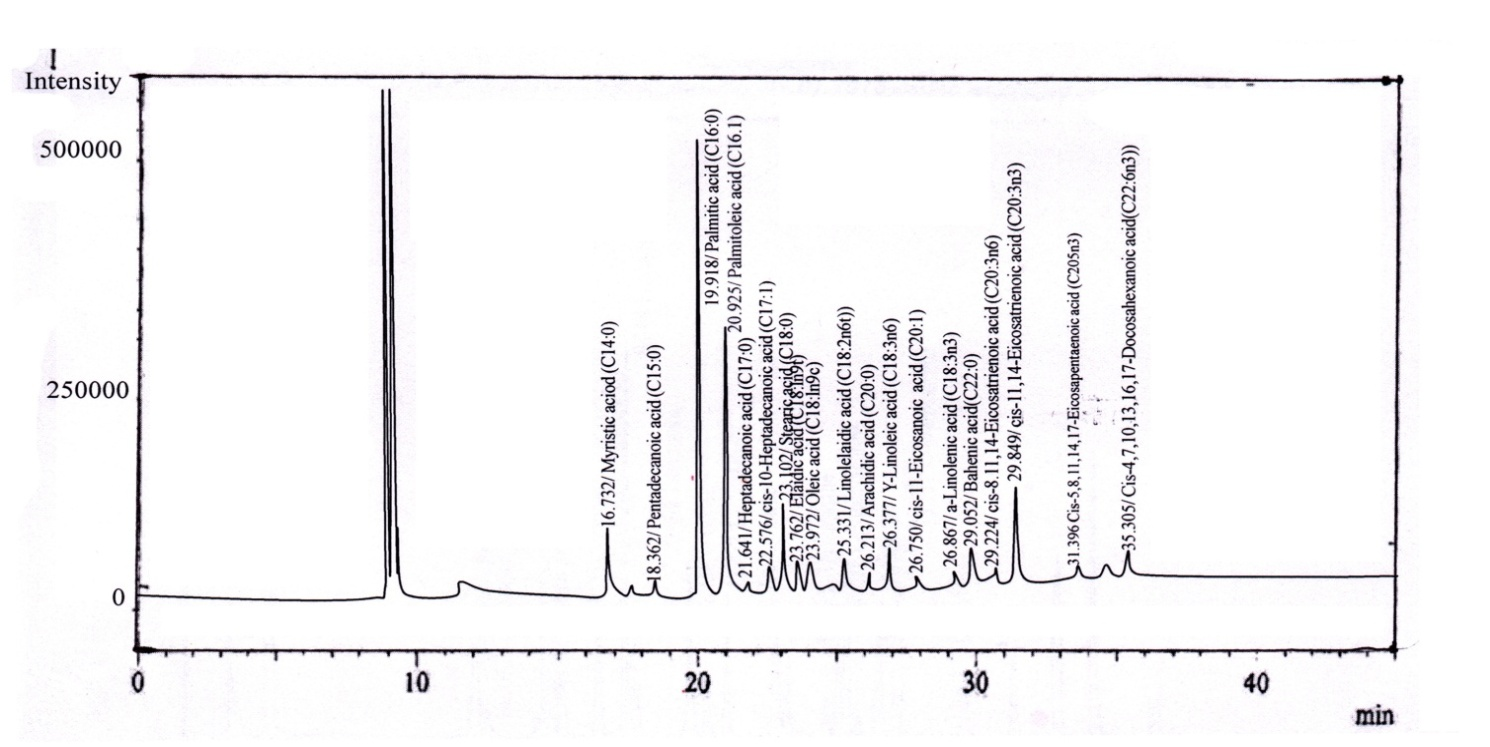 Intensity
500000
250000
0
16.732/ Myristic aciod (C14:0)
18.362/ Pentadecanoic acid (C15:0)
19.918/ Palmitic acid (C16:0)
20.925/ Palmitoleic acid (C16.1)
21.641/ Heptadecanoic acid (C17:0)
22.576/ cis-10-Heptadecanoic acid (C17:1)
23.102/ Stearic acid (C18:0)
23.762/ Elaidic acid (C18:ln9t)
23.972/ Oleic acid (C18:ln9c)
25.331/ Linolelaidic acid (C18:2n6t))
26.213/ Arachidic acid (C20:0)
26.377/ Y-Linoleic acid (C18:3n6)
26.750/ cis-11-Eicosanoic acid (C20:1)
26.867/ a-Linolenic acid (C18:3n3)
29.052/ Bahenic acid(C22:0)
29.224/ cis-8.11,14-Eicosatrienoic acid (C20:3n6)
29.849/ cis-11,14-Eicosatrienoic acid (C20:3n3)
31.396 Cis-5,8,11,14,17-Eicosapentaenoic acid (C205n3)
35.305/ Cis-4,7,10,13,16,17-Docosahexanoic acid(C22:6n3))
0 10 20 30 40
min